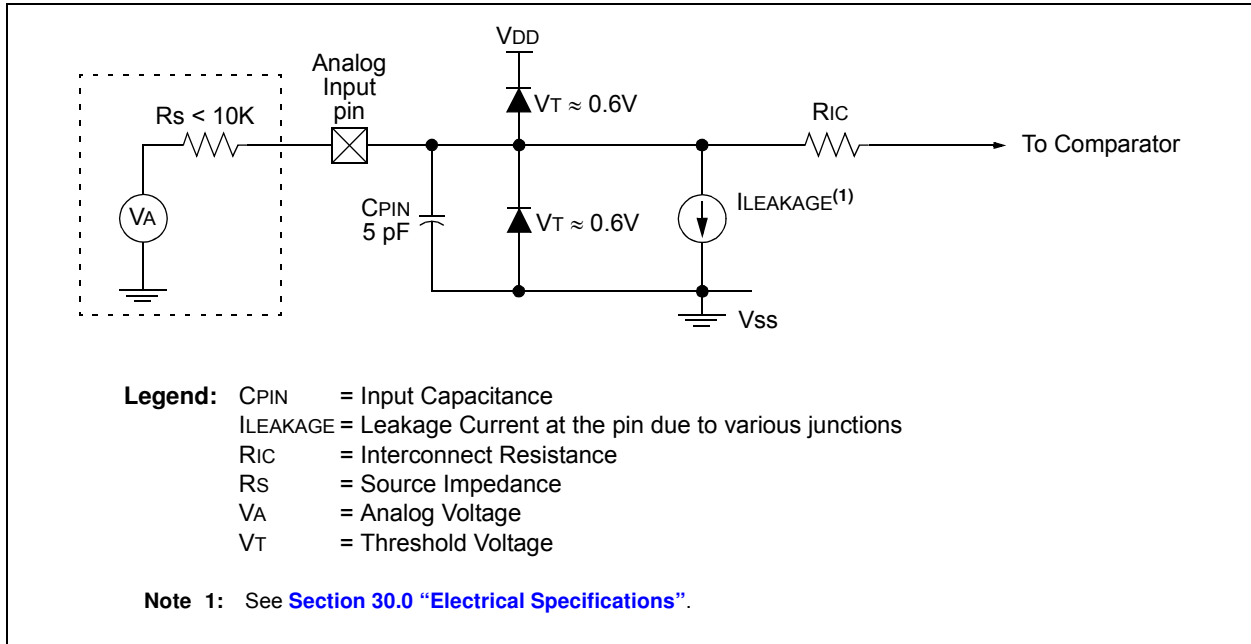 VDD
Analog
Input
pin
Rs < 10K
VT ≈ 0.6V
RIC
To Comparator
VA
CPIN
5 pF
VT ≈ 0.6V
ILEAKAGE(1)
Vss
Legend: CPIN = Input Capacitance
ILEAKAGE = Leakage Current at the pin due to various junctions
RIC = Interconnect Resistance
RS = Source Impedance
VA = Analog Voltage
VT = Threshold Voltage
Note 1: See Section 30.0 “Electrical Specifications”.